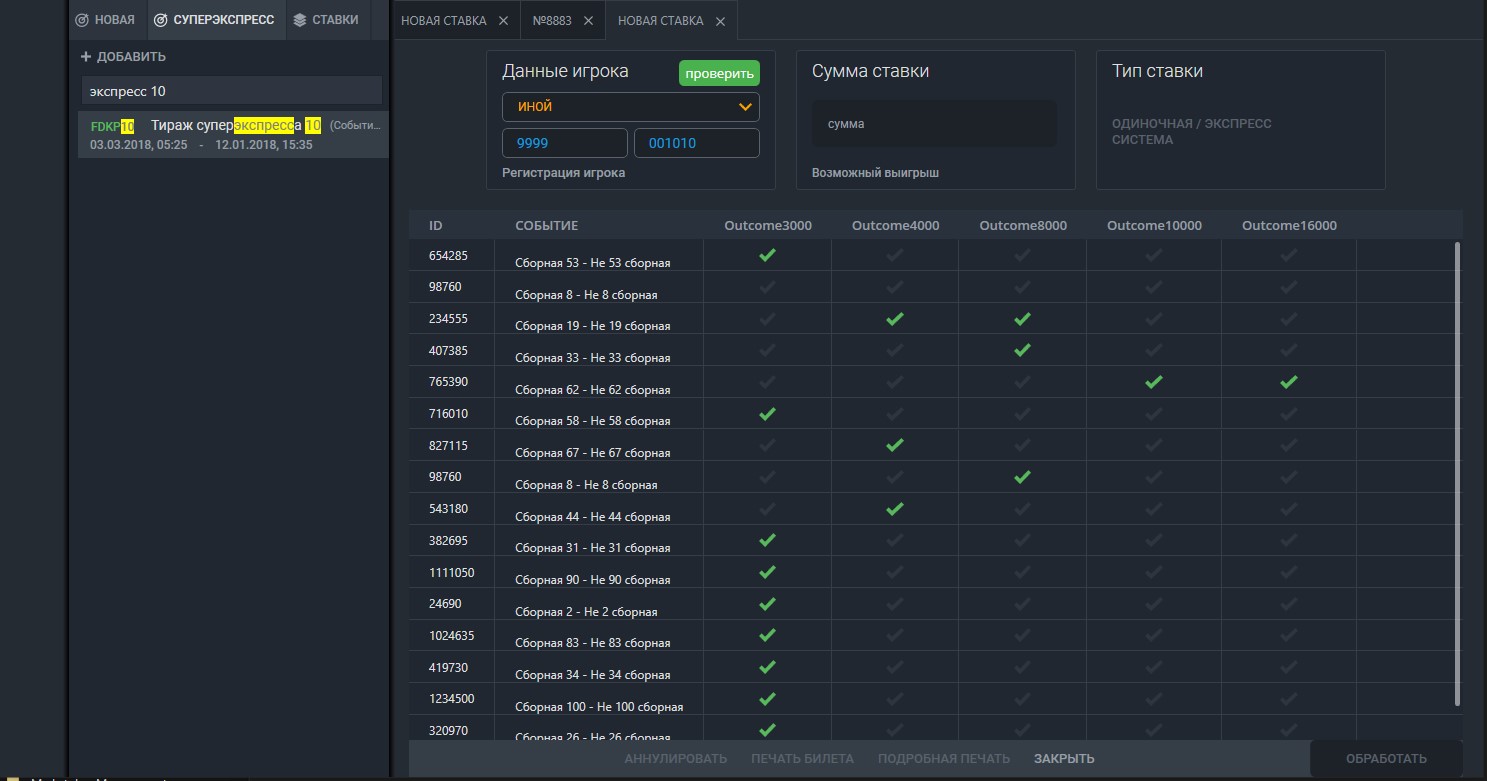 НОВАЯ СУПЕРЭКСПРЕСС СТАВКИ
ДОБАВИТЬ
экспресс 10
FDKP10 Тираж суперэкспресса 10 (Событи...
03.03.2018, 05:25 - 12.01.2018, 15:35
НОВАЯ СТАВКА №8883 НОВАЯ СТАВКА
Данные игрока проверить
ИНОЙ
9999 001010
Регистрация игрока
Сумма ставки
сумма
Возможный выигрыш
Тип ставки
ОДИНОЧНАЯ / ЭКСПРЕСС
СИСТЕМА
ID СОБЫТИЕ Outcome3000 Outcome4000 Outcome8000 Outcome10000 Outcome16000
654285 Сборная 53 - Не 53 сборная
98760 Сборная 8 - Не 8 сборная
234555 Сборная 19 - Не 19 сборная
407385 Сборная 33 - Не 33 сборная
765390 Сборная 62 - Не 62 сборная
716010 Сборная 58 - Не 58 сборная
827115 Сборная 67 - Не 67 сборная
98760 Сборная 8 - Не 8 сборная
543180 Сборная 44 - Не 44 сборная
382695 Сборная 31 - Не 31 сборная
1111050 Сборная 90 - Не 90 сборная
24690 Сборная 2 - Не 2 сборная
1024635 Сборная 83 - Не 83 сборная
419730 Сборная 34 - Не 34 сборная
1234500 Сборная 100 - Не 100 сборная
320970 Сборная 26 - Не 26 сборная
АННУЛИРОВАТЬ ПЕЧАТЬ БИЛЕТА ПОДРОБНАЯ ПЕЧАТЬ ЗАКРЫТЬ ОБРАБОТАТЬ